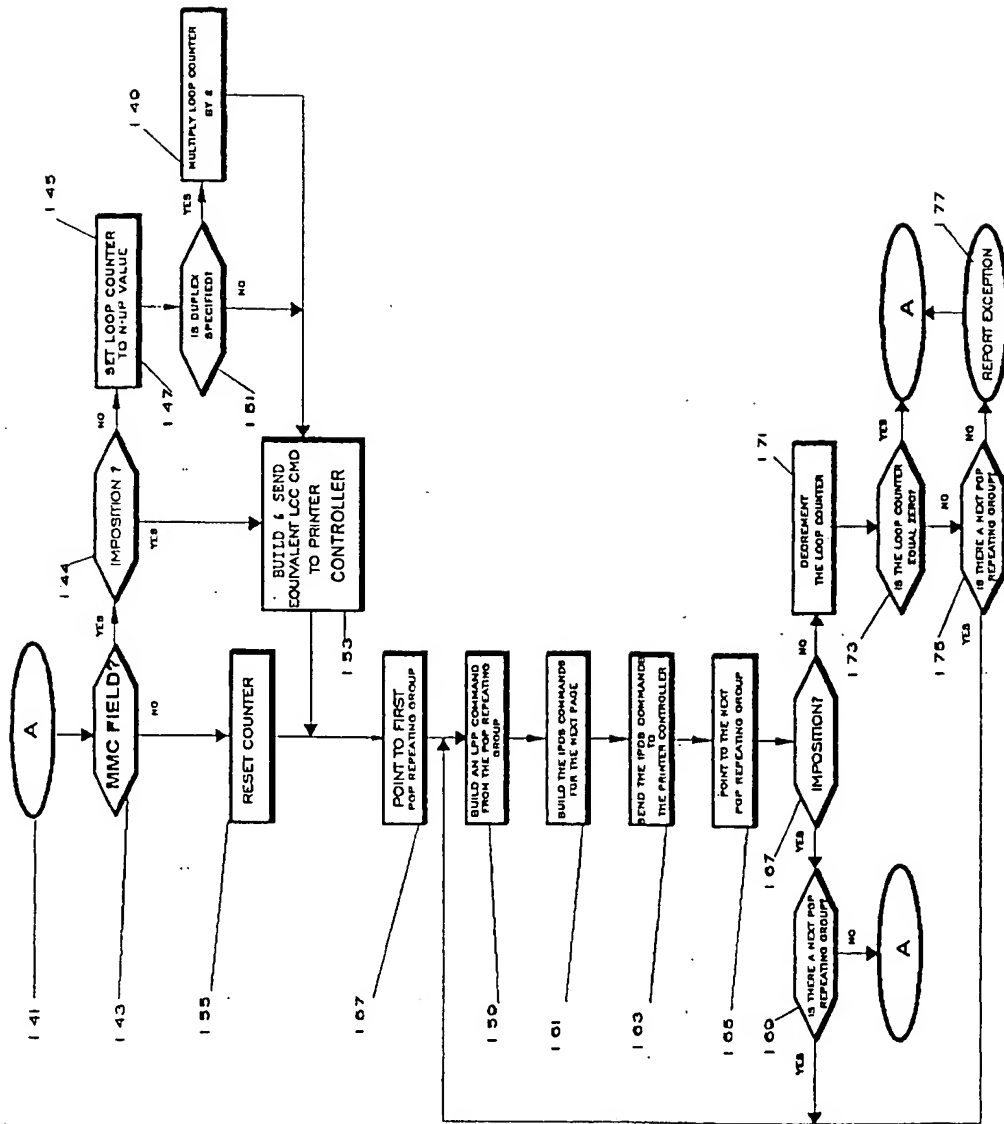 141
A
143
MMC FIELD?
YES
NO
144
IMPOSITION ?
NO
YES
145
SET LOOP COUNTER
TO N-UP VALUE
147
IS DUPLEX
SPECIFIED?
YES
NO
151
140
MULTIPLY LOOP COUNTER
BY 2
BUILD & SEND
EQUIVALENT LCC CMD
TO PRINTER
CONTROLLER
153
155
RESET COUNTER
167
POINT TO FIRST
POP REPEATING GROUP
150
BUILD AN LPP COMMAND
FROM THE POP REPEATING
GROUP
161
BUILD THE IPDS COMMANDS
FOR THE NEXT PAGE
163
SEND THE IPDS COMMANDS
TO
THE PRINTER CONTROLLER
165
POINT TO THE NEXT
POP REPEATING GROUP
167
IMPOSITION?
YES
NO
160
IS THERE A NEXT POP
REPEATING GROUP?
YES
NO
A
171
DECREMENT
THE LOOP COUNTER
173
IS THE LOOP COUNTER
EQUAL ZERO?
YES
NO
A
175
IS THERE A NEXT POP
REPEATING GROUP?
YES
NO
177
REPORT EXCEPTION